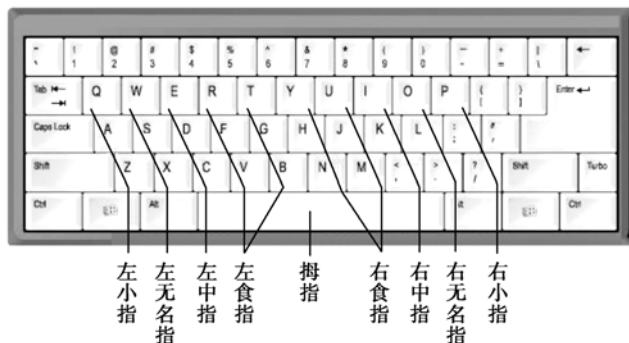 ~ ! @ # $ % ^ & * ( ) — + | ←
` 1 2 3 4 5 6 7 8 9 0 - = \
Tab Q W E R T Y U I O P { } Enter
[ ]
Caps Lock A S D F G H J K L : "
; '
Shift Z X C V B N M < > ? Shift Turbo
, . /
Ctrl Alt Alt Ctrl
左小指
左无名指
左中指
左食指
拇指
右食指
右中指
右无名指
右小指